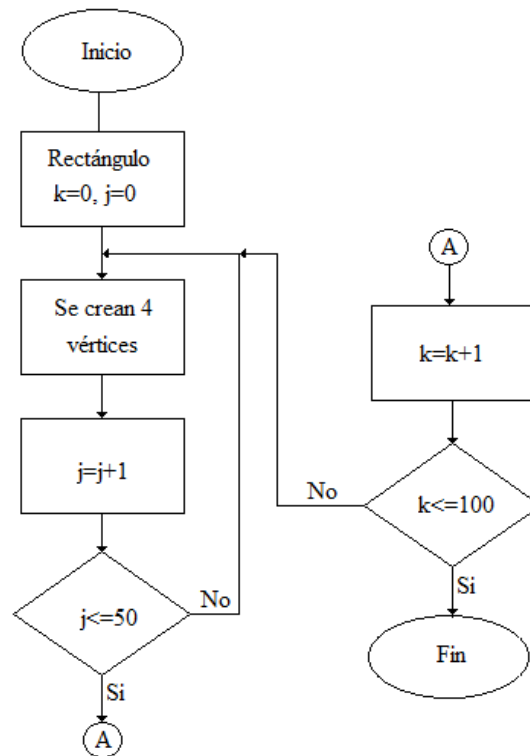 Inicio
Rectángulo
k=0, j=0
Se crean 4
vértices
j=j+1
j<=50
No
Si
A
A
k=k+1
k<=100
No
Si
Fin